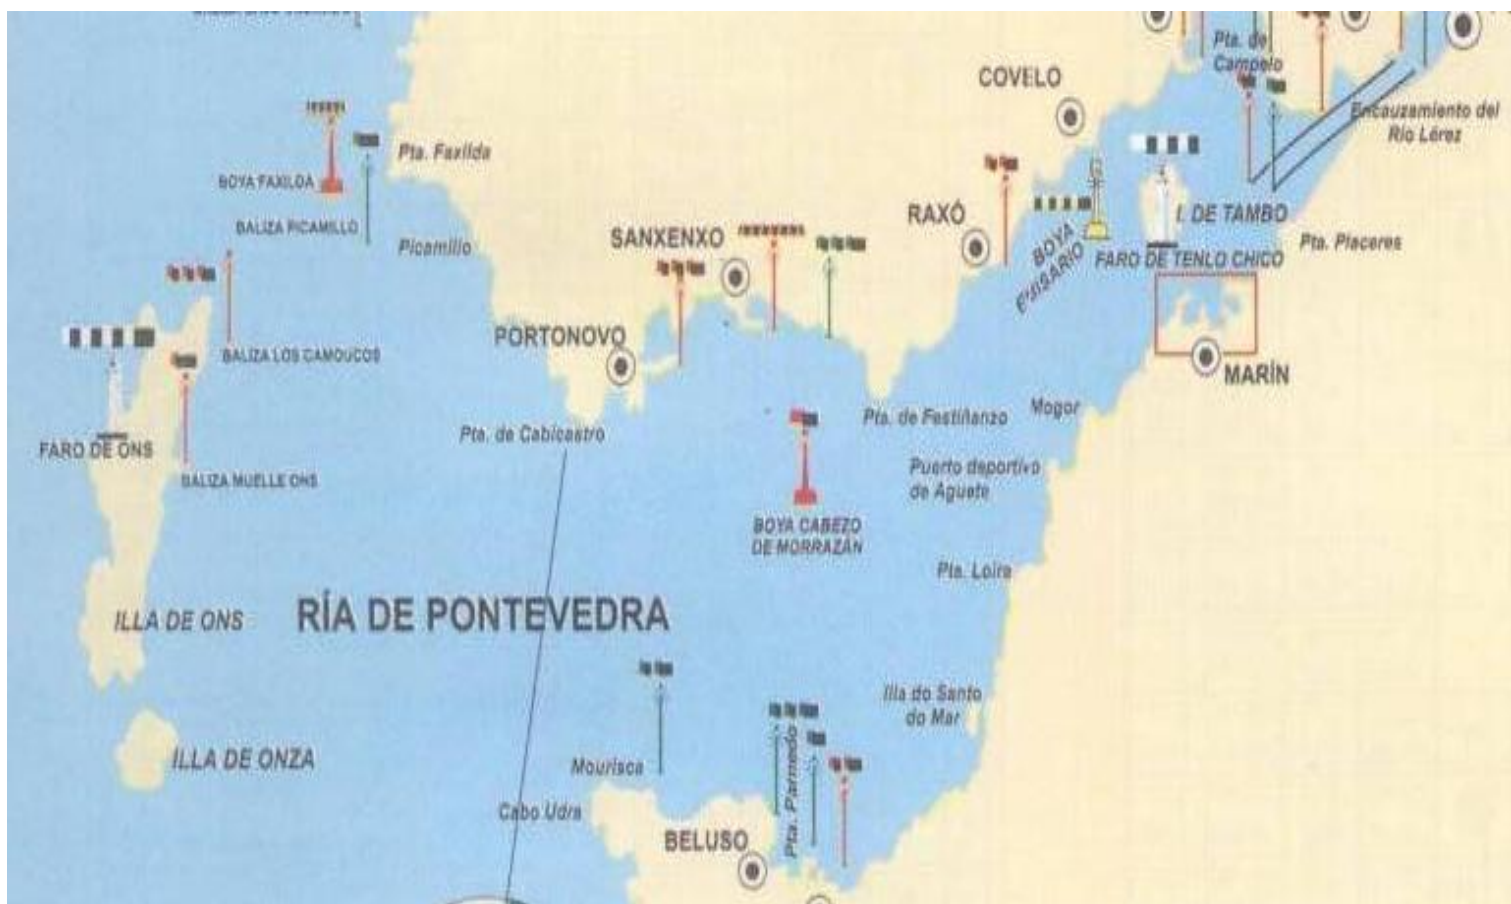 Pta. de
Campelo
COVELO
Encauzamiento del
Río Lérez
Pta. Faxilda
BOYA FAXILDA
BALIZA PICAMILLO
Picamillo
SANXENXO
RAXÓ
BOYA
EMISARIO
I. DE TAMBO
FARO DE TENLO CHICO
Pta. Placeres
PORTONOVO
BALIZA LOS CAMOUCOS
MARÍN
Pta. de Festiñanzo
Mogor
Pta. de Cabicastro
FARO DE ONS
BALIZA MUELLE ONS
Puerto deportivo
de Aguete
BOYA CABEZO
DE MORRAZÁN
Pta. Loira
ILLA DE ONS
RÍA DE PONTEVEDRA
Illa do Santo
do Mar
ILLA DE ONZA
Mourisca
Cabo Udra
Pta.
BELUSO